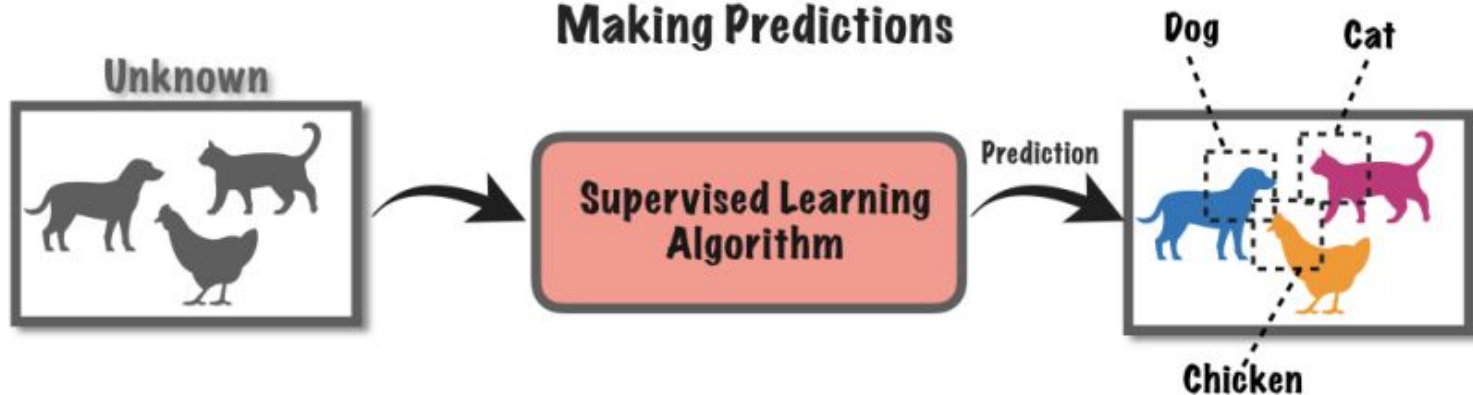 Making Predictions
Unknown
Supervised Learning
Algorithm
Prediction
Dog
Cat
Chicken